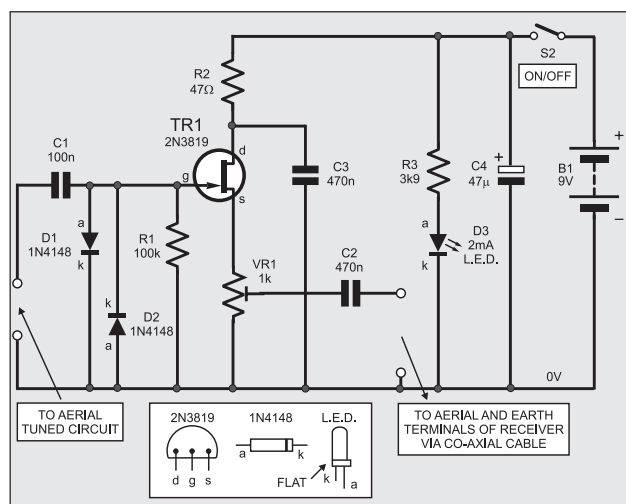 S2
ON/OFF
R2
47Ω
TR1
2N3819
d
g
s
C1
100n
D1
1N4148
a
k
D2
1N4148
k
a
R1
100k
VR1
1k
C3
470n
C2
470n
R3
3k9
a
k
D3
2mA
L.E.D.
+
C4
47µ
+
B1
9V
−
0V
TO AERIAL
TUNED CIRCUIT
2N3819
d g s
1N4148
a k
L.E.D.
FLAT
k
a
TO AERIAL AND EARTH
TERMINALS OF RECEIVER
VIA CO-AXIAL CABLE